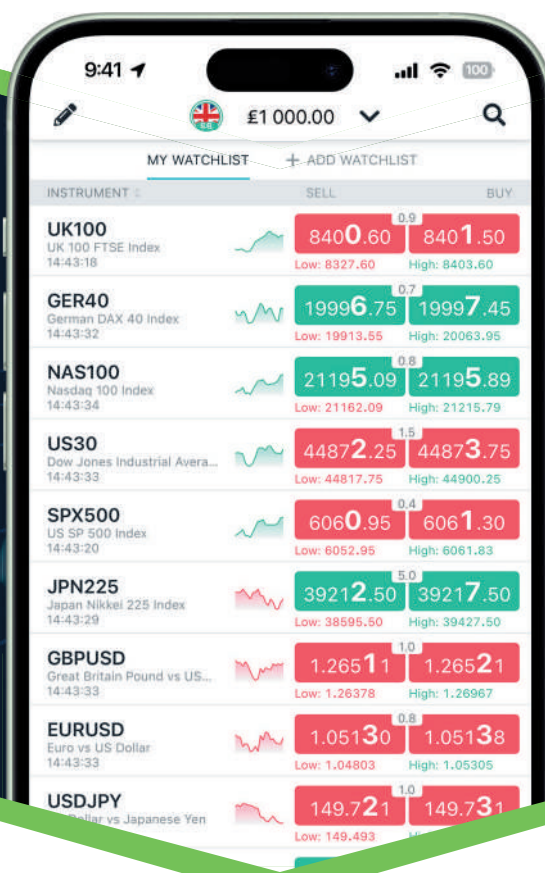 9:41
100
£1 000.00
MY WATCHLIST + ADD WATCHLIST
INSTRUMENT SELL BUY
UK100
UK 100 FTSE Index
14:43:18
0.9
8400.60 8401.50
Low: 8327.60 High: 8403.60
GER40
German DAX 40 Index
14:43:32
0.7
19996.75 19997.45
Low: 19913.55 High: 20063.95
NAS100
Nasdaq 100 Index
14:43:34
0.8
21195.09 21195.89
Low: 21162.09 High: 21215.79
US30
Dow Jones Industrial Avera...
14:43:33
1.5
44872.25 44873.75
Low: 44817.75 High: 44900.25
SPX500
US SP 500 Index
14:43:20
0.4
6060.95 6061.30
Low: 6052.95 High: 6061.83
JPN225
Japan Nikkei 225 Index
14:43:29
5.0
39212.50 39217.50
Low: 38595.50 High: 39427.50
GBPUSD
Great Britain Pound vs US...
14:43:33
1.0
1.26511 1.26521
Low: 1.26378 High: 1.26967
EURUSD
Euro vs US Dollar
14:43:33
0.8
1.05130 1.05138
Low: 1.04803 High: 1.05305
USDJPY
Dollar vs Japanese Yen
1.0
149.721 149.731
Low: 149.493